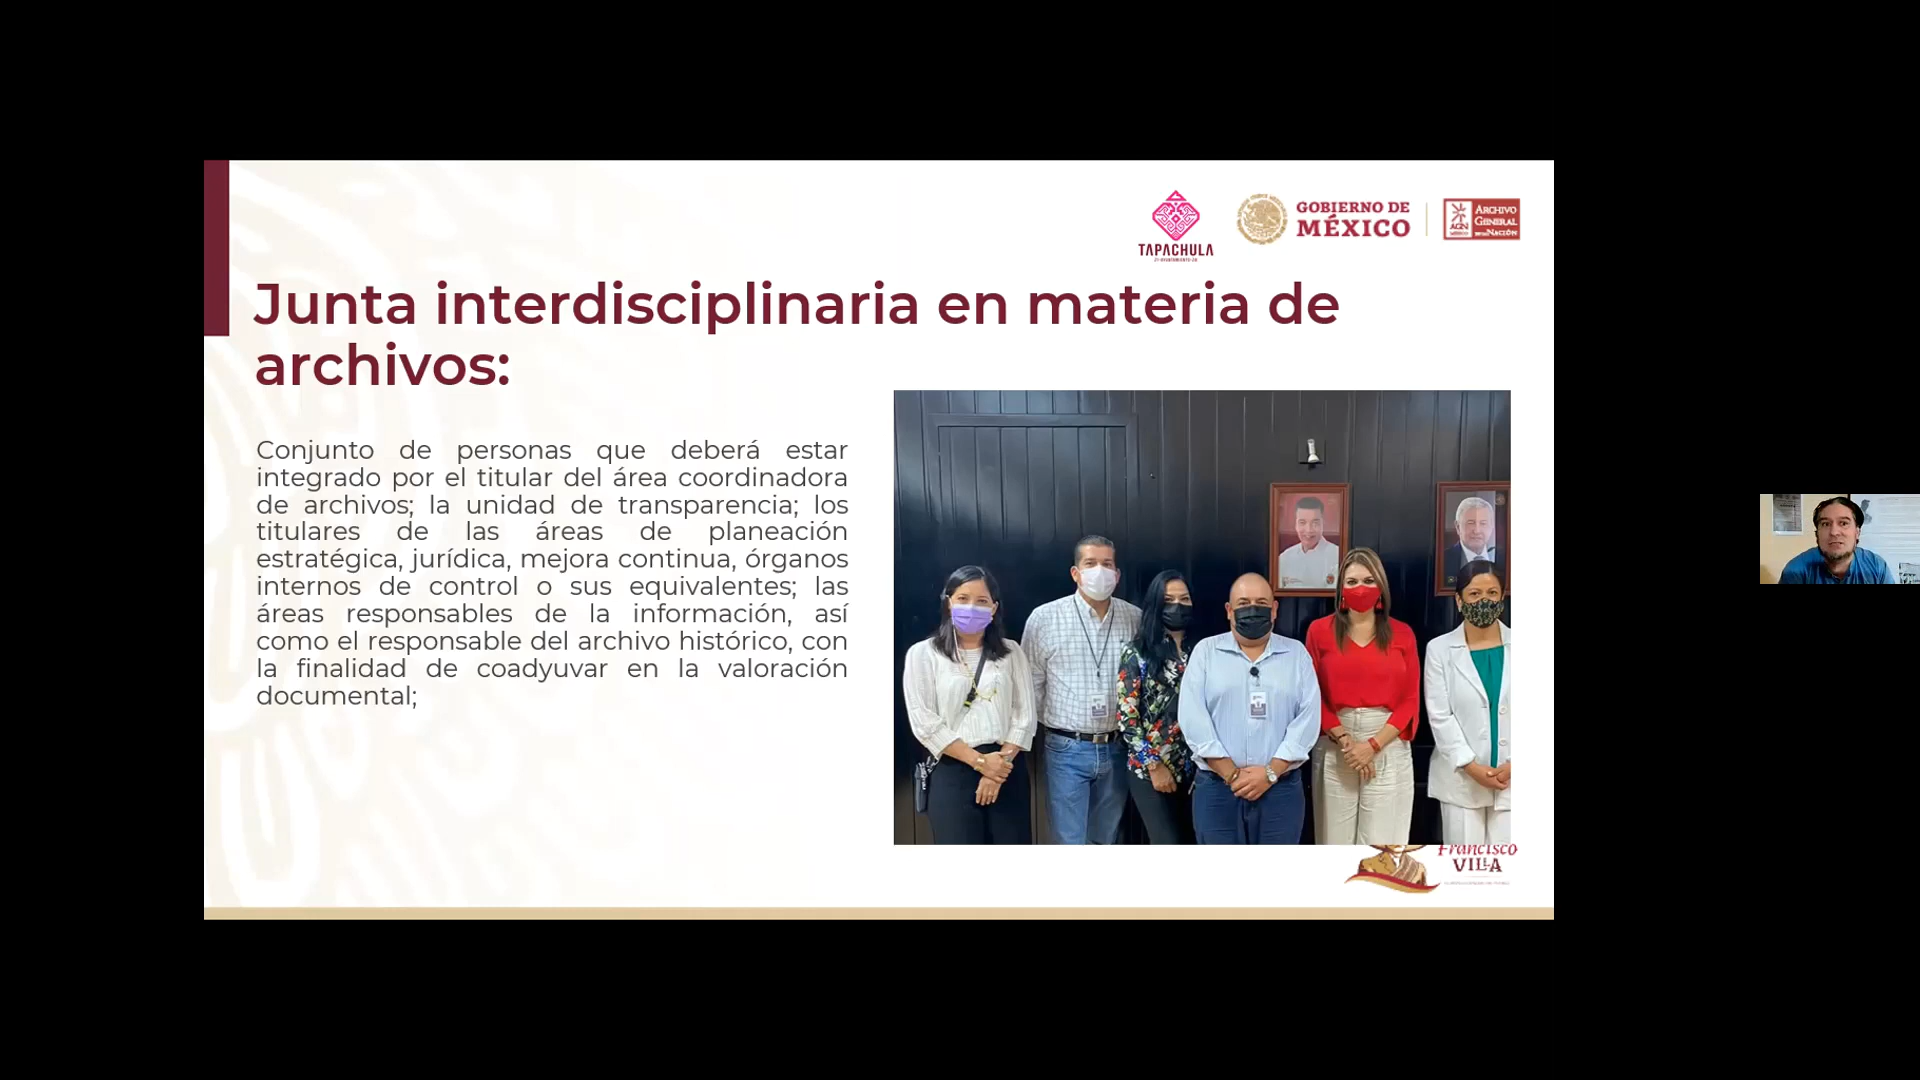 TAPACHULA
GOBIERNO DE
MÉXICO
AGN
ARCHIVO
GENERAL
DE LA NACIÓN
Junta interdisciplinaria en materia de
archivos:
Conjunto de personas que deberá estar
integrado por el titular del área coordinadora
de archivos; la unidad de transparencia; los
titulares de las áreas de planeación
estratégica, jurídica, mejora continua, órganos
internos de control o sus equivalentes; las
áreas responsables de la información, así
como el responsable del archivo histórico, con
la finalidad de coadyuvar en la valoración
documental;
Francisco
VILLA